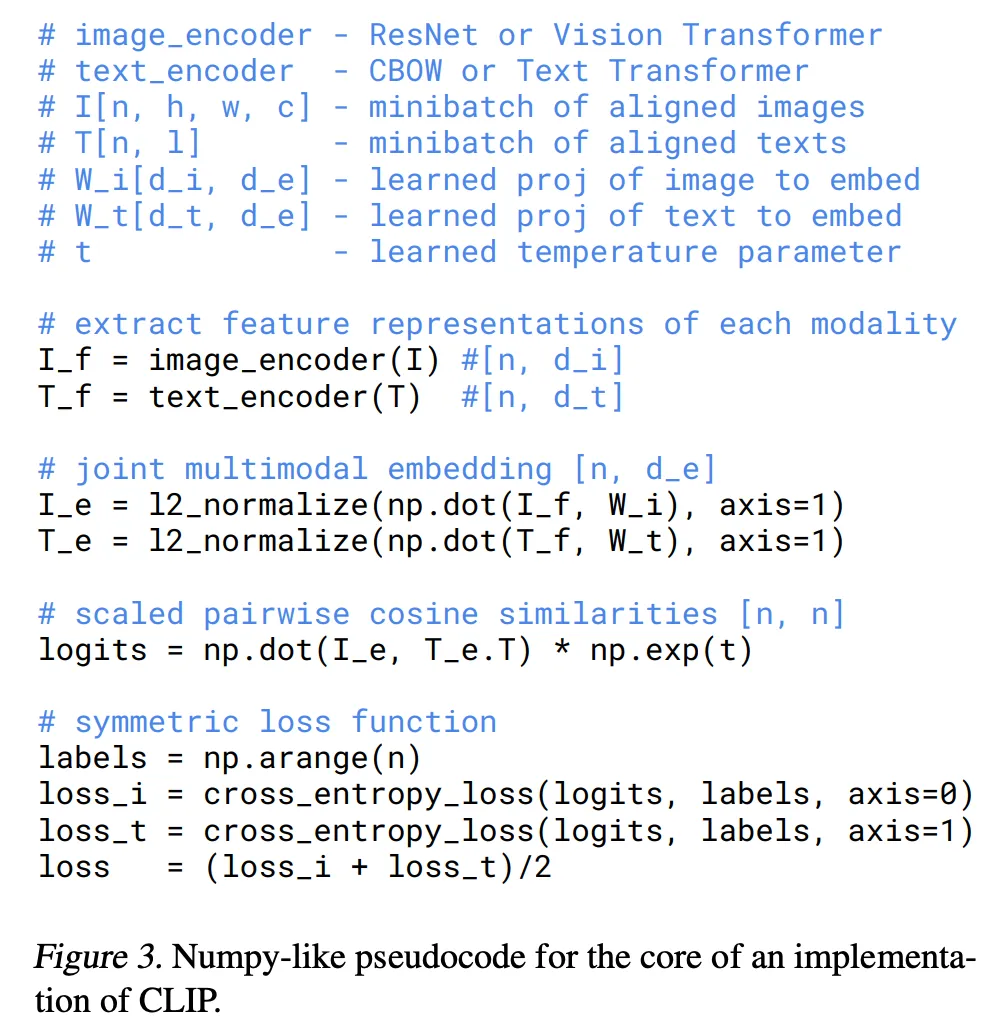 # image_encoder - ResNet or Vision Transformer
# text_encoder  - CBOW or Text Transformer
# I[n, h, w, c] - minibatch of aligned images
# T[n, l]       - minibatch of aligned texts
# W_i[d_i, d_e] - learned proj of image to embed
# W_t[d_t, d_e] - learned proj of text to embed
# t             - learned temperature parameter
# extract feature representations of each modality
I_f = image_encoder(I) #[n, d_i]
T_f = text_encoder(T)  #[n, d_t]
# joint multimodal embedding [n, d_e]
I_e = l2_normalize(np.dot(I_f, W_i), axis=1)
T_e = l2_normalize(np.dot(T_f, W_t), axis=1)
# scaled pairwise cosine similarities [n, n]
logits = np.dot(I_e, T_e.T) * np.exp(t)
# symmetric loss function
labels = np.arange(n)
loss_i = cross_entropy_loss(logits, labels, axis=0)
loss_t = cross_entropy_loss(logits, labels, axis=1)
loss   = (loss_i + loss_t)/2
Figure 3. Numpy-like pseudocode for the core of an implementa-
tion of CLIP.